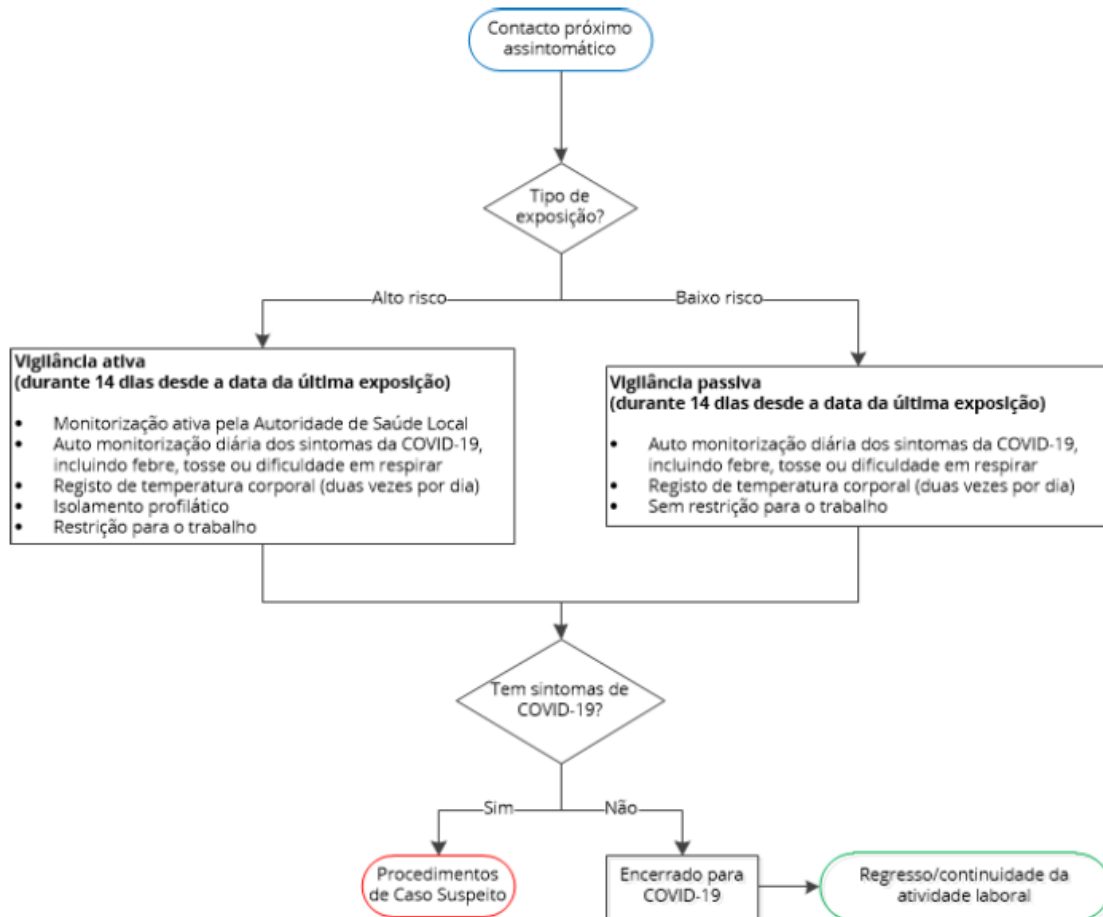 Contacto próximo
assintomático
Tipo de
exposição?
Alto risco
Baixo risco
Vigilância ativa
(durante 14 dias desde a data da última exposição)
• Monitorização ativa pela Autoridade de Saúde Local
• Auto monitorização diária dos sintomas da COVID-19,
incluindo febre, tosse ou dificuldade em respirar
• Registo de temperatura corporal (duas vezes por dia)
• Isolamento profilático
• Restrição para o trabalho
Vigilância passiva
(durante 14 dias desde a data da última exposição)
• Auto monitorização diária dos sintomas da COVID-19,
incluindo febre, tosse ou dificuldade em respirar
• Registo de temperatura corporal (duas vezes por dia)
• Sem restrição para o trabalho
Tem sintomas de
COVID-19?
Sim
Não
Procedimentos
de Caso Suspeito
Encerrado para
COVID-19
Regresso/continuidade da
atividade laboral